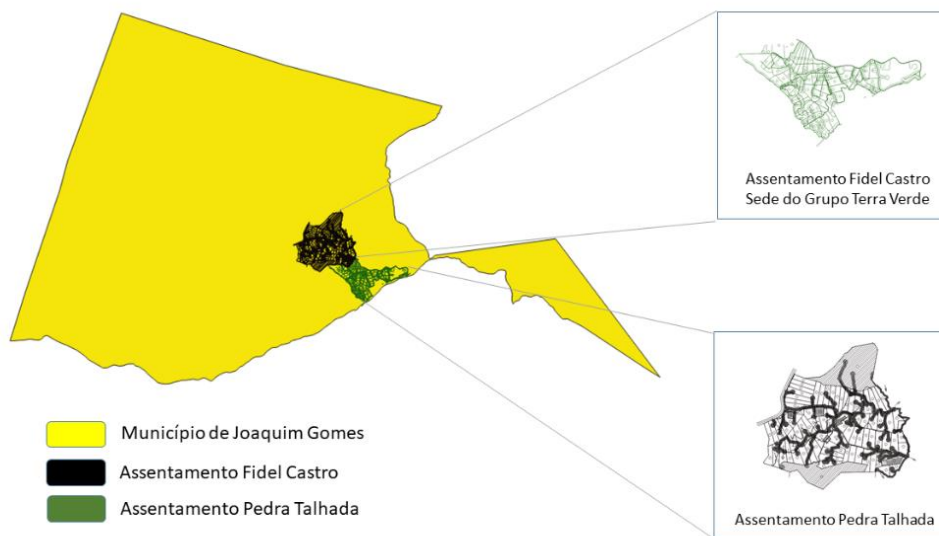 Assentamento Fidel Castro
Sede do Grupo Terra Verde
Município de Joaquim Gomes
Assentamento Fidel Castro
Assentamento Pedra Talhada
Assentamento Pedra Talhada